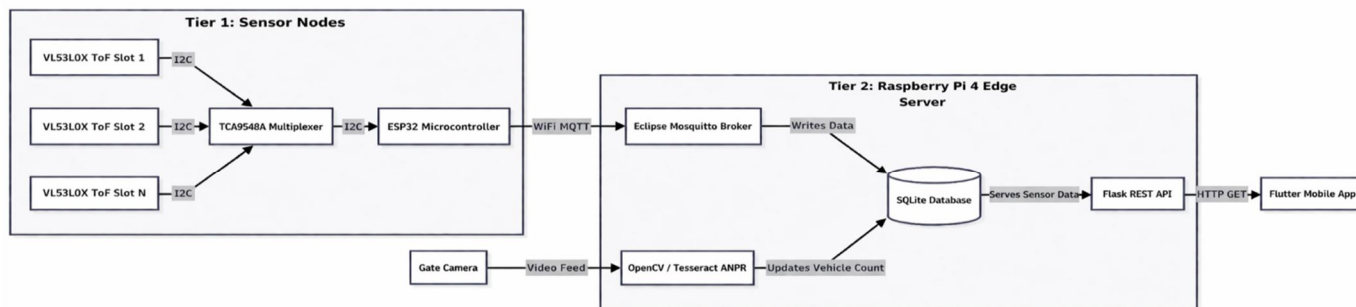 Tier 1: Sensor Nodes
VL53L0X ToF Slot 1
I2C
VL53L0X ToF Slot 2
I2C
TCA9548A Multiplexer
I2C
ESP32 Microcontroller
VL53L0X ToF Slot N
I2C
WiFi MQTT
Tier 2: Raspberry Pi 4 Edge
Server
Eclipse Mosquitto Broker
Writes Data
SQLite Database
Serves Sensor Data
Flask REST API
HTTP GET
Flutter Mobile App
Gate Camera
Video Feed
OpenCV / Tesseract ANPR
Updates Vehicle Count